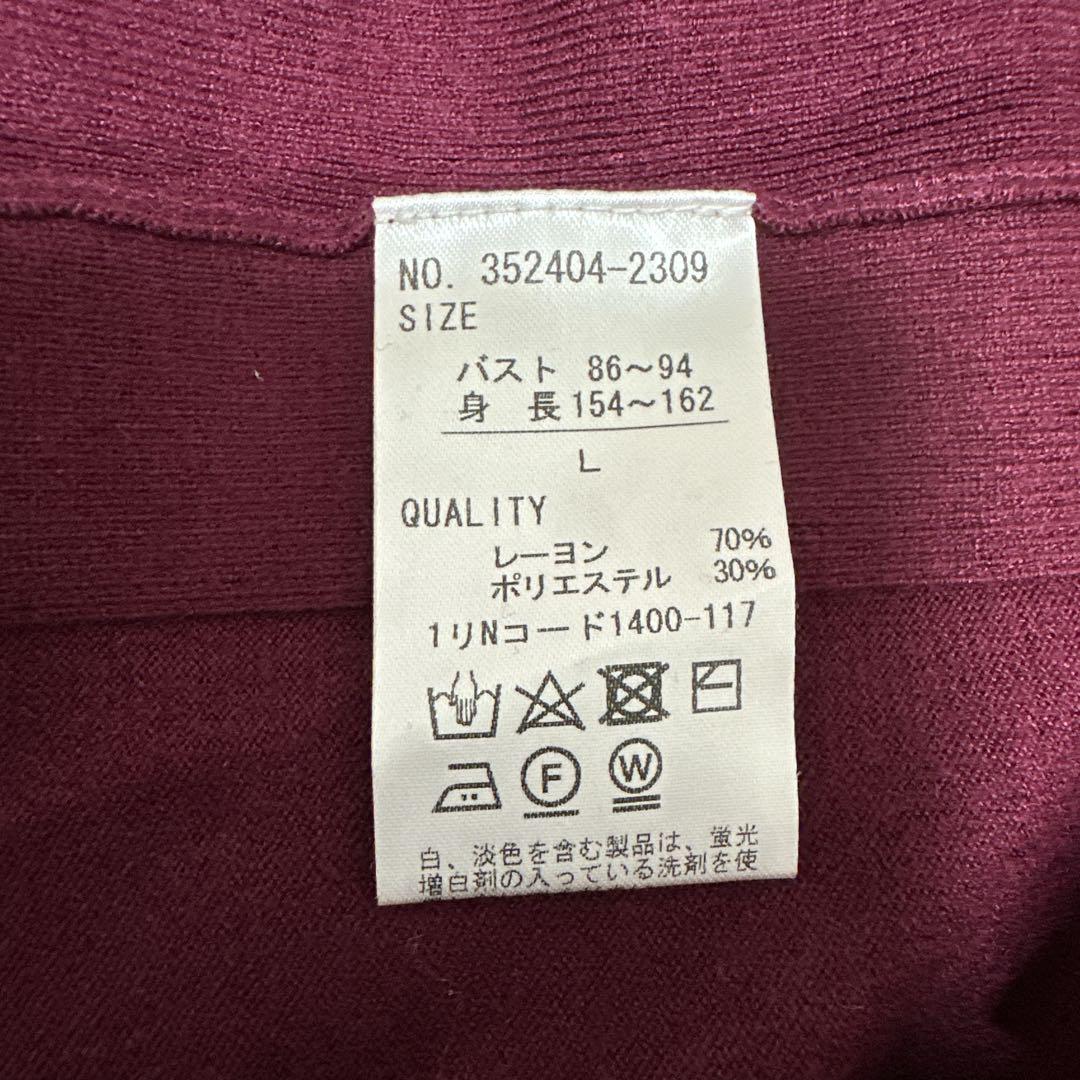 NO. 352404-2309
SIZE
バスト 86～94
身 長 154～162
L
QUALITY
レーヨン 70%
ポリエステル 30%
1リNコード1400-117
F W
白、淡色を含む製品は、蛍光
増白剤の入っている洗剤を使